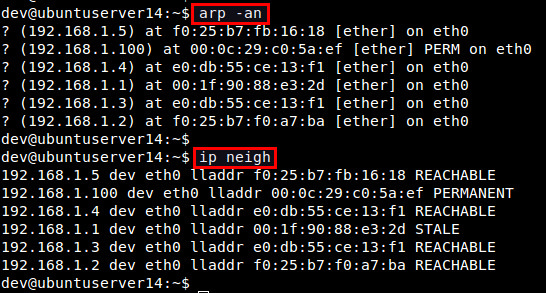 dev@ubuntuserver14:~$ arp -an
? (192.168.1.5) at f0:25:b7:fb:16:18 [ether] on eth0
? (192.168.1.100) at 00:0c:29:c0:5a:ef [ether] PERM on eth0
? (192.168.1.4) at e0:db:55:ce:13:f1 [ether] on eth0
? (192.168.1.1) at 00:1f:90:88:e3:2d [ether] on eth0
? (192.168.1.3) at e0:db:55:ce:13:f1 [ether] on eth0
? (192.168.1.2) at f0:25:b7:f0:a7:ba [ether] on eth0
dev@ubuntuserver14:~$
dev@ubuntuserver14:~$ ip neigh
192.168.1.5 dev eth0 lladdr f0:25:b7:fb:16:18 REACHABLE
192.168.1.100 dev eth0 lladdr 00:0c:29:c0:5a:ef PERMANENT
192.168.1.4 dev eth0 lladdr e0:db:55:ce:13:f1 REACHABLE
192.168.1.1 dev eth0 lladdr 00:1f:90:88:e3:2d STALE
192.168.1.3 dev eth0 lladdr e0:db:55:ce:13:f1 REACHABLE
192.168.1.2 dev eth0 lladdr f0:25:b7:f0:a7:ba REACHABLE
dev@ubuntuserver14:~$